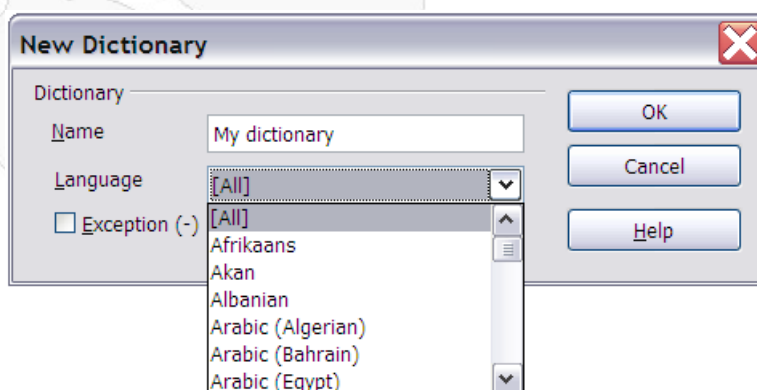 New Dictionary
Dictionary
Name My dictionary OK
Language [All] Cancel
Exception (-) [All] Help
Afrikaans
Akan
Albanian
Arabic (Algerian)
Arabic (Bahrain)
Arabic (Egypt)